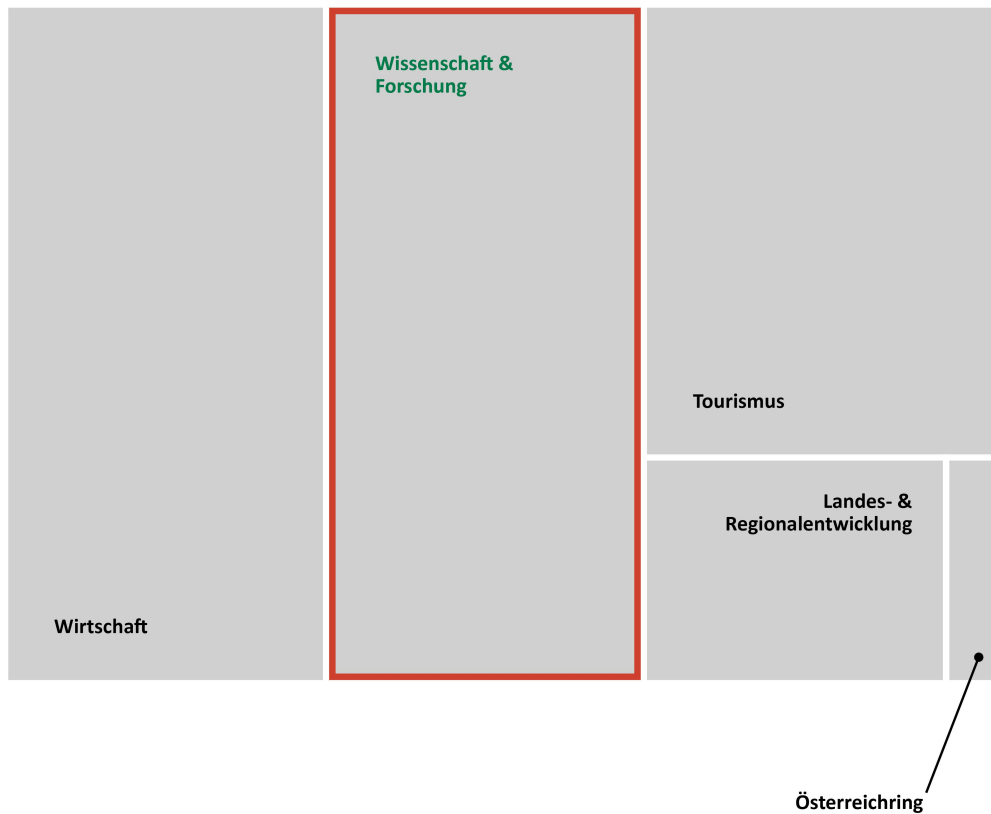 Wissenschaft &
Forschung
Tourismus
Landes- &
Regionalentwicklung
Wirtschaft
Österreichring